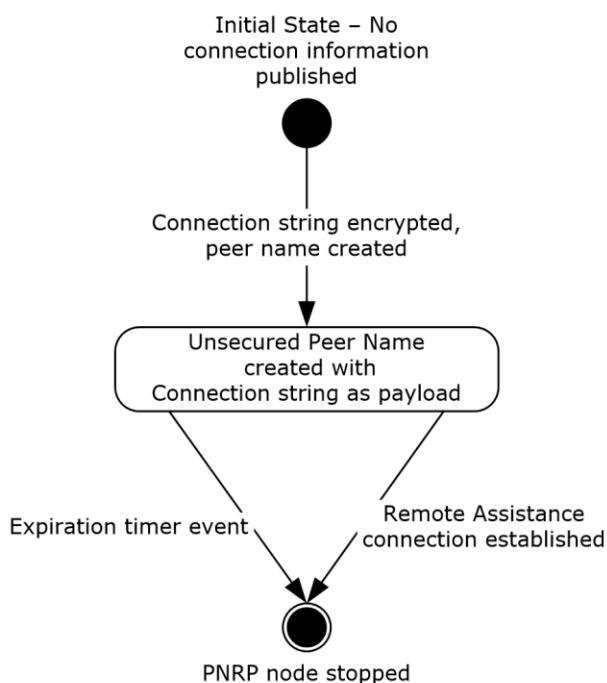 Initial State – No
connection information
published
Connection string encrypted,
peer name created
Unsecured Peer Name
created with
Connection string as payload
Expiration timer event
Remote Assistance
connection established
PNRP node stopped